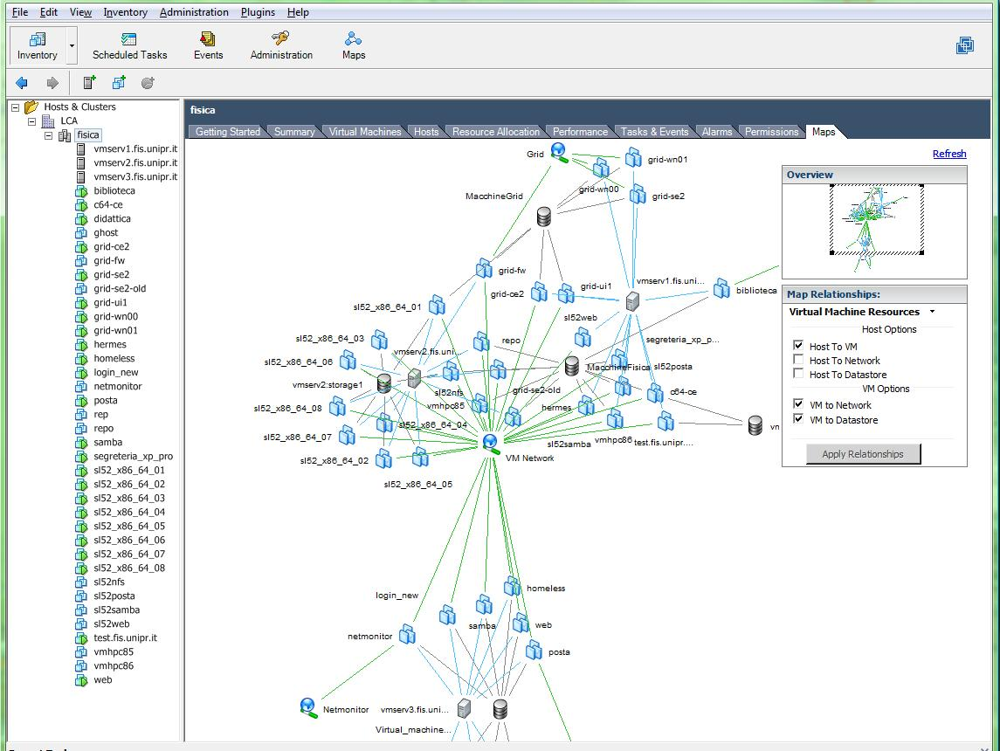 File Edit View Inventory Administration Plugins Help
Inventory Scheduled Tasks Events Administration Maps
Hosts & Clusters
LCA
fisica
vmserv1.fis.unipr.it
vmserv2.fis.unipr.it
vmserv3.fis.unipr.it
biblioteca
c64-ce
didattica
ghost
grid-ce2
grid-fw
grid-se2
grid-se2-old
grid-ui1
grid-wn00
grid-wn01
hermes
homeless
login_new
netmonitor
posta
rep
repo
samba
segreteria_xp_pro
sl52_x86_64_01
sl52_x86_64_02
sl52_x86_64_03
sl52_x86_64_04
sl52_x86_64_05
sl52_x86_64_06
sl52_x86_64_07
sl52_x86_64_08
sl52nfs
sl52posta
sl52samba
sl52web
test.fis.unipr.it
vmhpc85
vmhpc86
web
fisica
Getting Started Summary Virtual Machines Hosts Resource Allocation Performance Tasks & Events Alarms Permissions Maps
Grid
grid-wn01
grid-wn00
MacchineGrid
grid-se2
grid-fw
vmserv1.fis.uni...
grid-ui1
grid-ce2
biblioteca
sl52_x86_64_01
sl52web
sl52_x86_64_03
repo
segreteria_xp_p...
vmserv2.fis.uni...
sl52_x86_64_06
MacchineFisica
sl52posta
vmserv2:storage1
sl52nfs
grid-se2-old
c64-ce
vmhpc85
hermes
sl52_x86_64_08
sl52_x86_64_04
vn
sl52_x86_64_07
vmhpc86
test.fis.unipr....
sl52samba
sl52_x86_64_02
VM Network
sl52_x86_64_05
homeless
login_new
samba
web
netmonitor
posta
Netmonitor
vmserv3.fis.uni...
Virtual_machine...
Refresh
Overview
Map Relationships:
Virtual Machine Resources
Host Options
Host To VM
Host To Network
Host To Datastore
VM Options
VM to Network
VM to Datastore
Apply Relationships